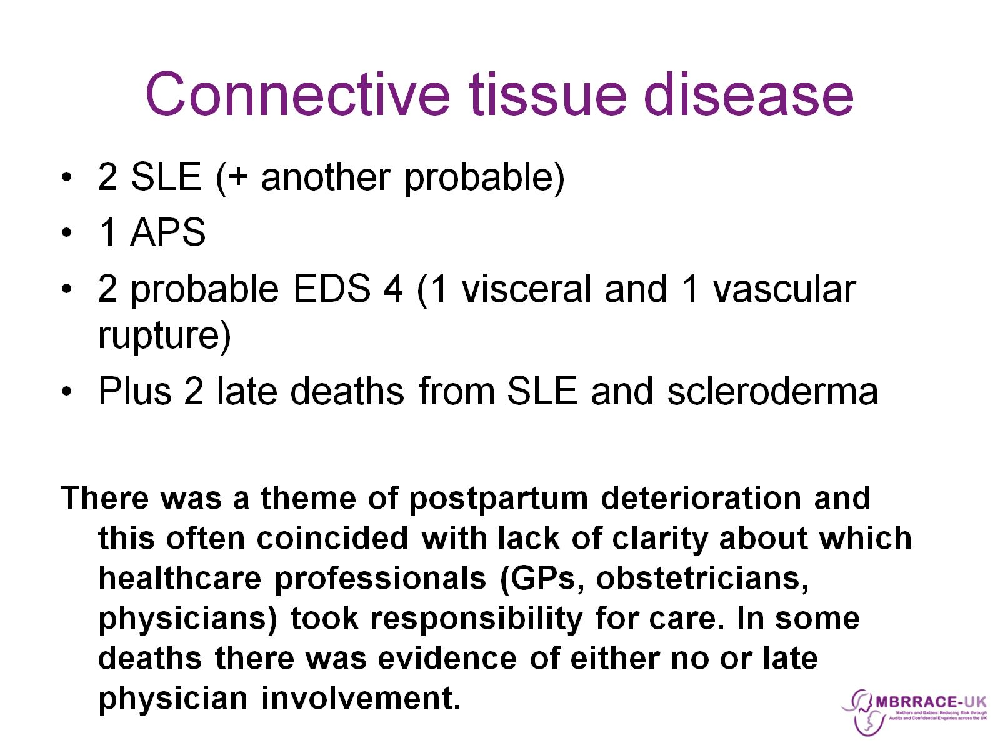 Connective tissue disease
• 2 SLE (+ another probable)
• 1 APS
• 2 probable EDS 4 (1 visceral and 1 vascular
rupture)
• Plus 2 late deaths from SLE and scleroderma
There was a theme of postpartum deterioration and
this often coincided with lack of clarity about which
healthcare professionals (GPs, obstetricians,
physicians) took responsibility for care. In some
deaths there was evidence of either no or late
physician involvement.
MBRRACE-UK
Mothers and Babies: Reducing Risk through
Audits and Confidential Enquiries across the UK